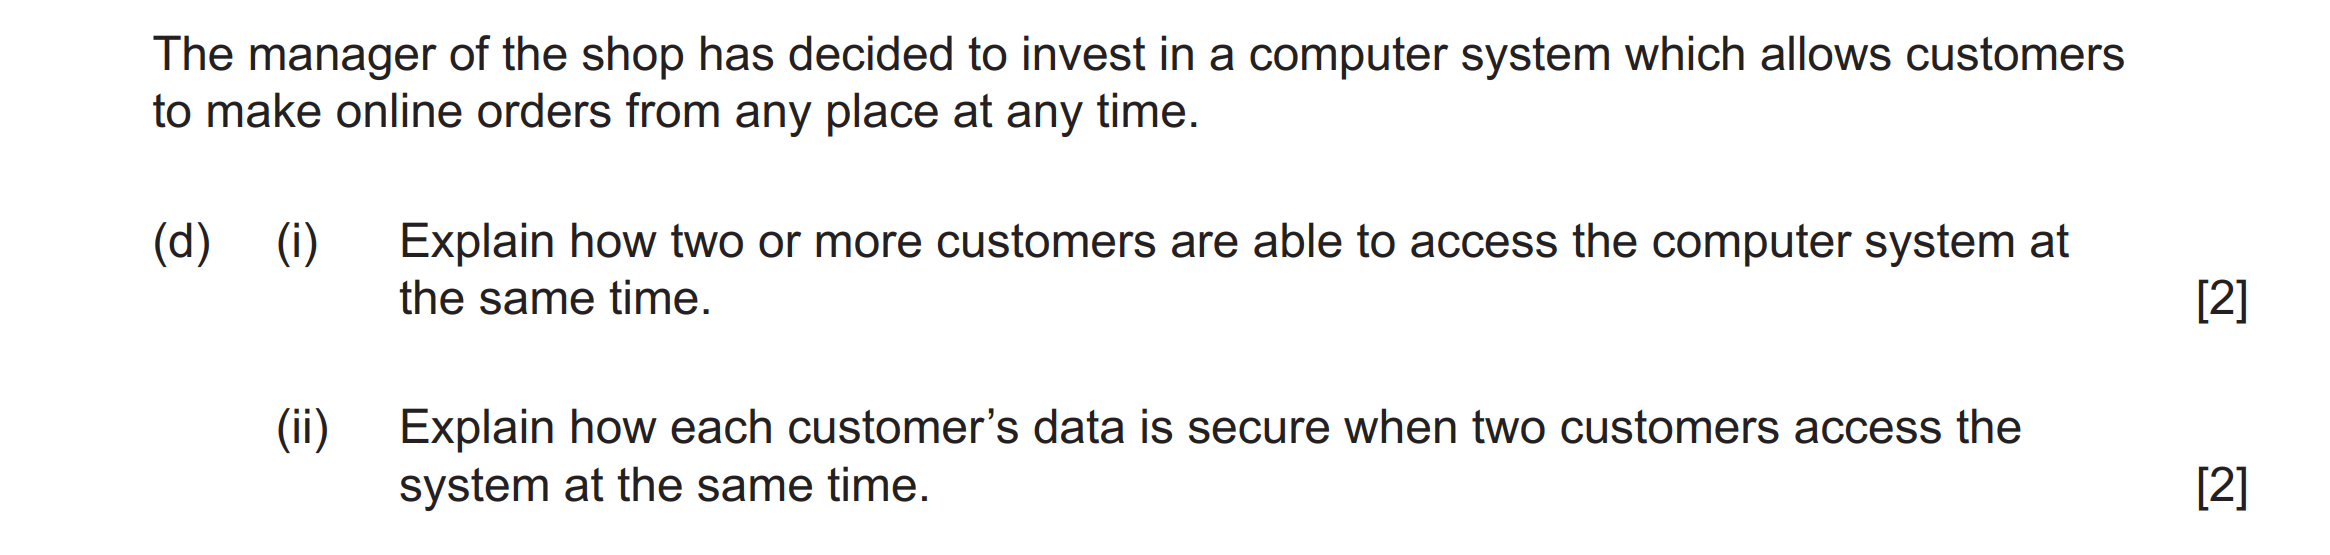 The manager of the shop has decided to invest in a computer system which allows customers
to make online orders from any place at any time.
(d) (i) Explain how two or more customers are able to access the computer system at
the same time. [2]
(ii) Explain how each customer’s data is secure when two customers access the
system at the same time. [2]